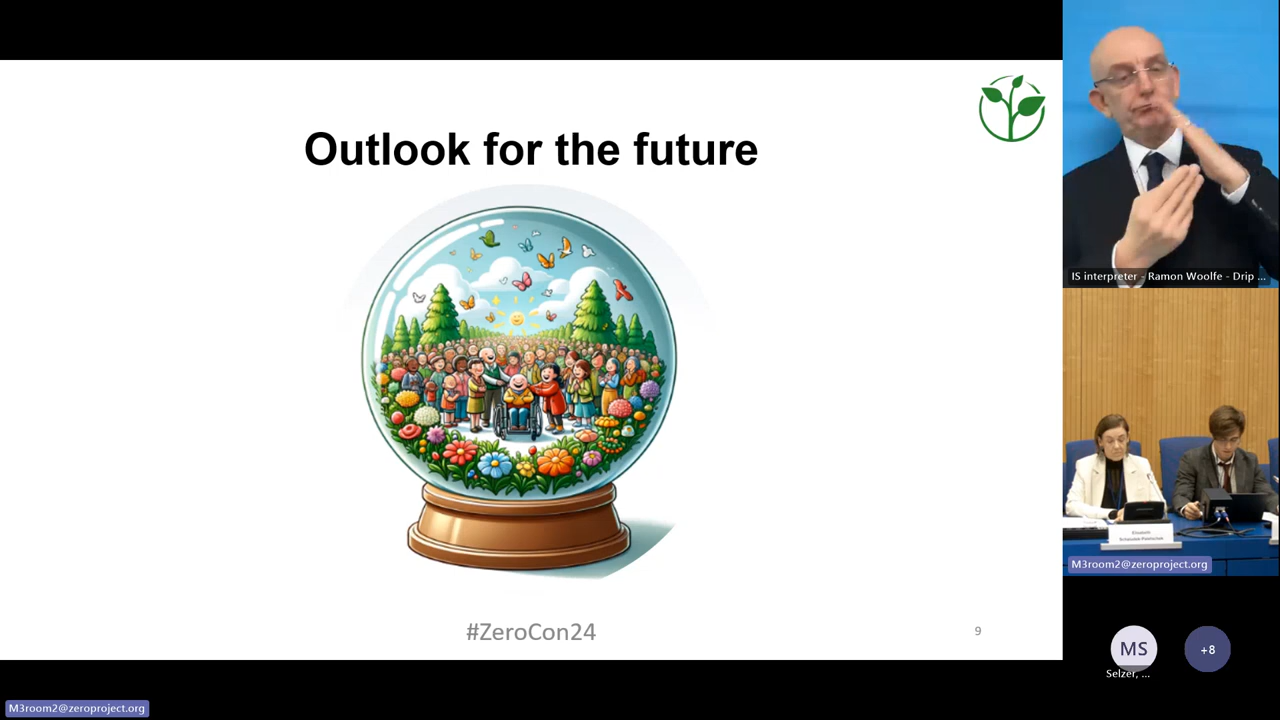 Outlook for the future
#ZeroCon24
9
IS interpreter - Ramon Woolfe - Drip ...
M3room2@zeroproject.org
MS
+8
Selzer, ...
M3room2@zeroproject.org